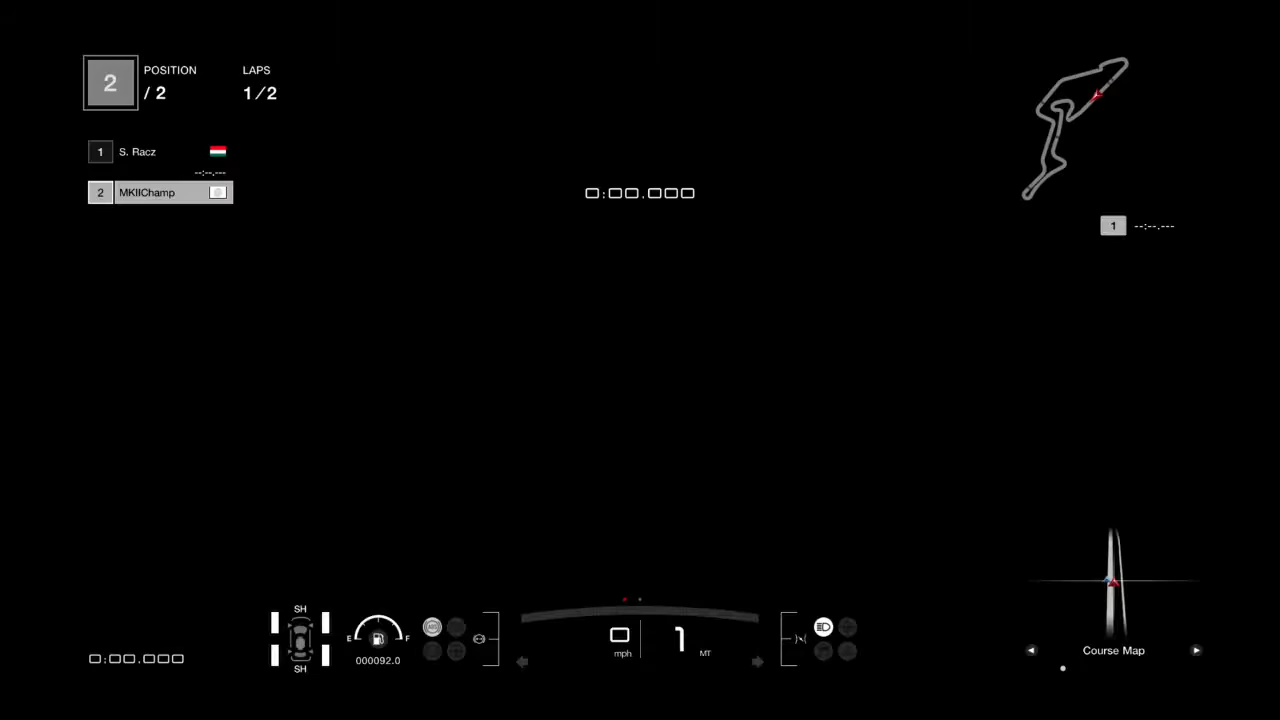 2
POSITION
/ 2
LAPS
1/2
1 S. Racz
--:--.---
2 MKIIChamp
0:00.000
1 --:--.---
SH
SH
E F
000092.0
ABS
0
mph
1
MT
0:00.000
Course Map